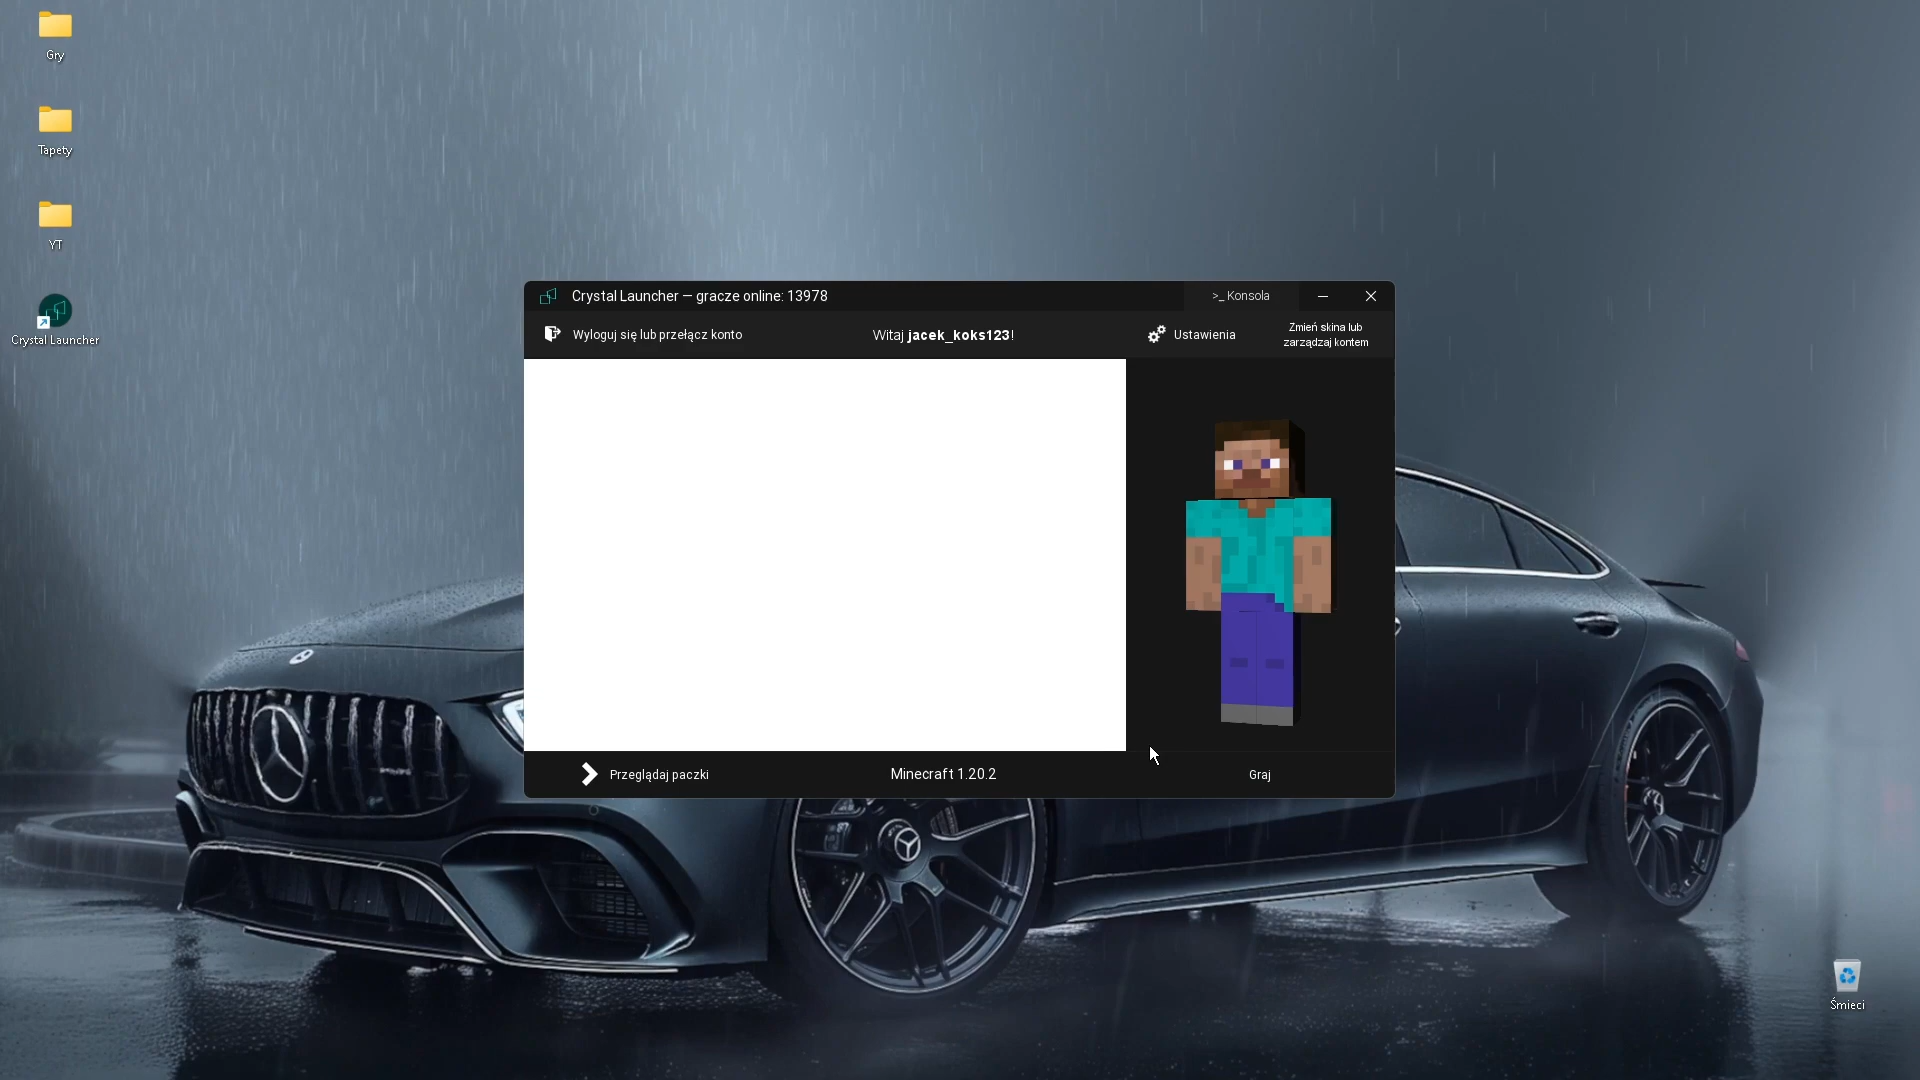 Gry
Tapety
YT
Crystal Launcher
Crystal Launcher — gracze online: 13978
>_ Konsola
Wyloguj się lub przełącz konto
Witaj jacek_koks123!
Ustawienia
Zmień skina lub
zarządzaj kontem
Przeglądaj paczki
Minecraft 1.20.2
Graj
Śmieci